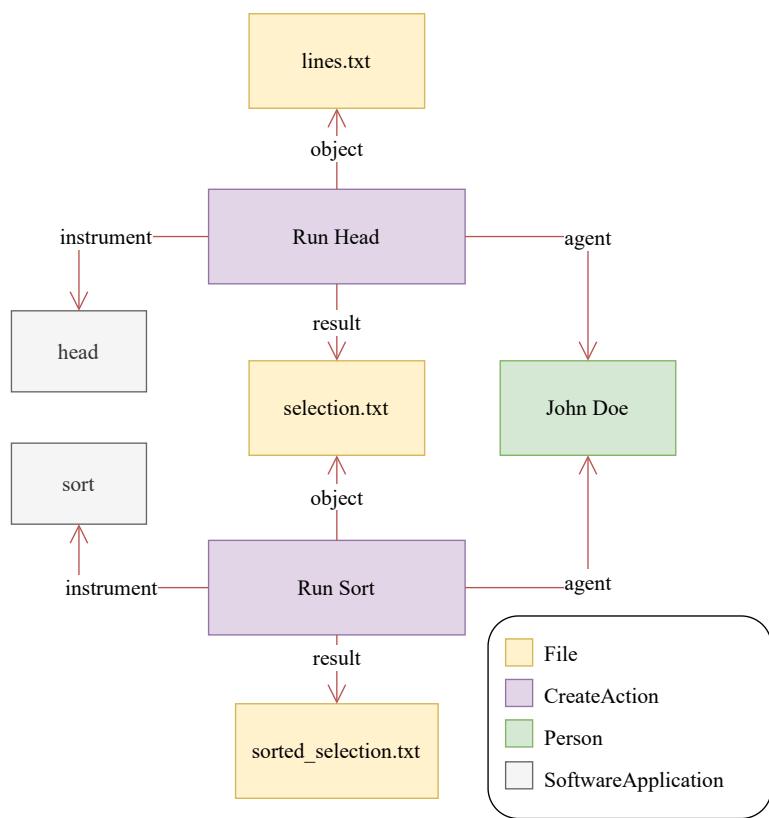 lines.txt
object
instrument
Run Head
agent
result
head
selection.txt
John Doe
sort
object
instrument
Run Sort
agent
result
sorted_selection.txt
File
CreateAction
Person
SoftwareApplication